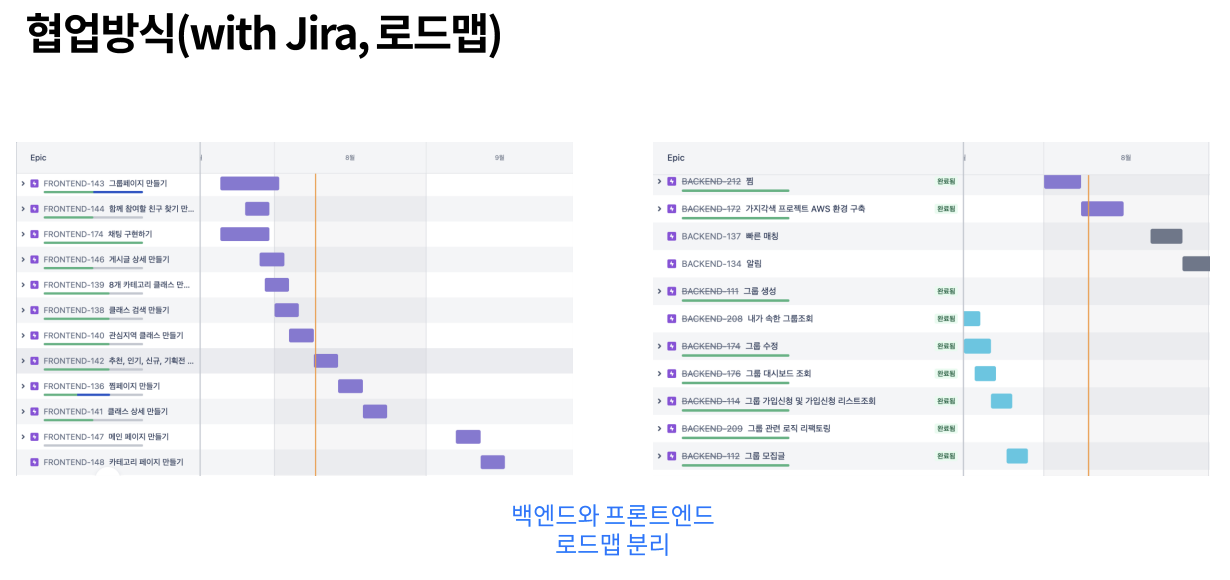 협업방식(with Jira, 로드맵)
Epic
8월
9월
FRONTEND-143 그룹페이지 만들기
FRONTEND-144 함께 참여할 친구 찾기 만...
FRONTEND-174 채팅 구현하기
FRONTEND-146 게시글 상세 만들기
FRONTEND-139 8개 카테고리 클래스 만...
FRONTEND-138 클래스 검색 만들기
FRONTEND-140 관심지역 클래스 만들기
FRONTEND-142 추천, 인기, 신규, 기획전 ...
FRONTEND-136 찜페이지 만들기
FRONTEND-141 클래스 상세 만들기
FRONTEND-147 메인 페이지 만들기
FRONTEND-148 카테고리 페이지 만들기
Epic
8월
BACKEND-212 찜 완료됨
BACKEND-172 가지각색 프로젝트 AWS 환경 구축 완료됨
BACKEND-137 빠른 매칭
BACKEND-134 알림
BACKEND-111 그룹 생성 완료됨
BACKEND-208 내가 속한 그룹조회 완료됨
BACKEND-174 그룹 수정 완료됨
BACKEND-176 그룹 대시보드 조회 완료됨
BACKEND-114 그룹 가입신청 및 가입신청 리스트조회 완료됨
BACKEND-209 그룹 관련 로직 리팩토링 완료됨
BACKEND-112 그룹 모집글 완료됨
백엔드와 프론트엔드
로드맵 분리